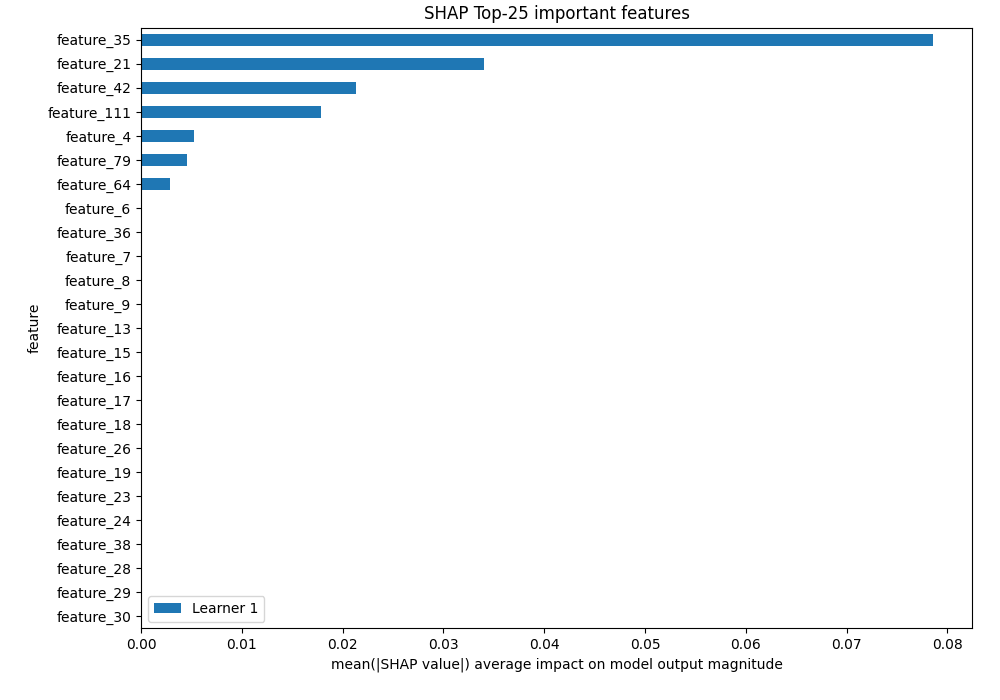 SHAP Top-25 important features
feature_35
feature_21
feature_42
feature_111
feature_4
feature_79
feature_64
feature_6
feature_36
feature_7
feature_8
feature_9
feature_13
feature_15
feature_16
feature_17
feature_18
feature_26
feature_19
feature_23
feature_24
feature_38
feature_28
feature_29
feature_30
feature
Learner 1
0.00 0.01 0.02 0.03 0.04 0.05 0.06 0.07 0.08
mean(|SHAP value|) average impact on model output magnitude